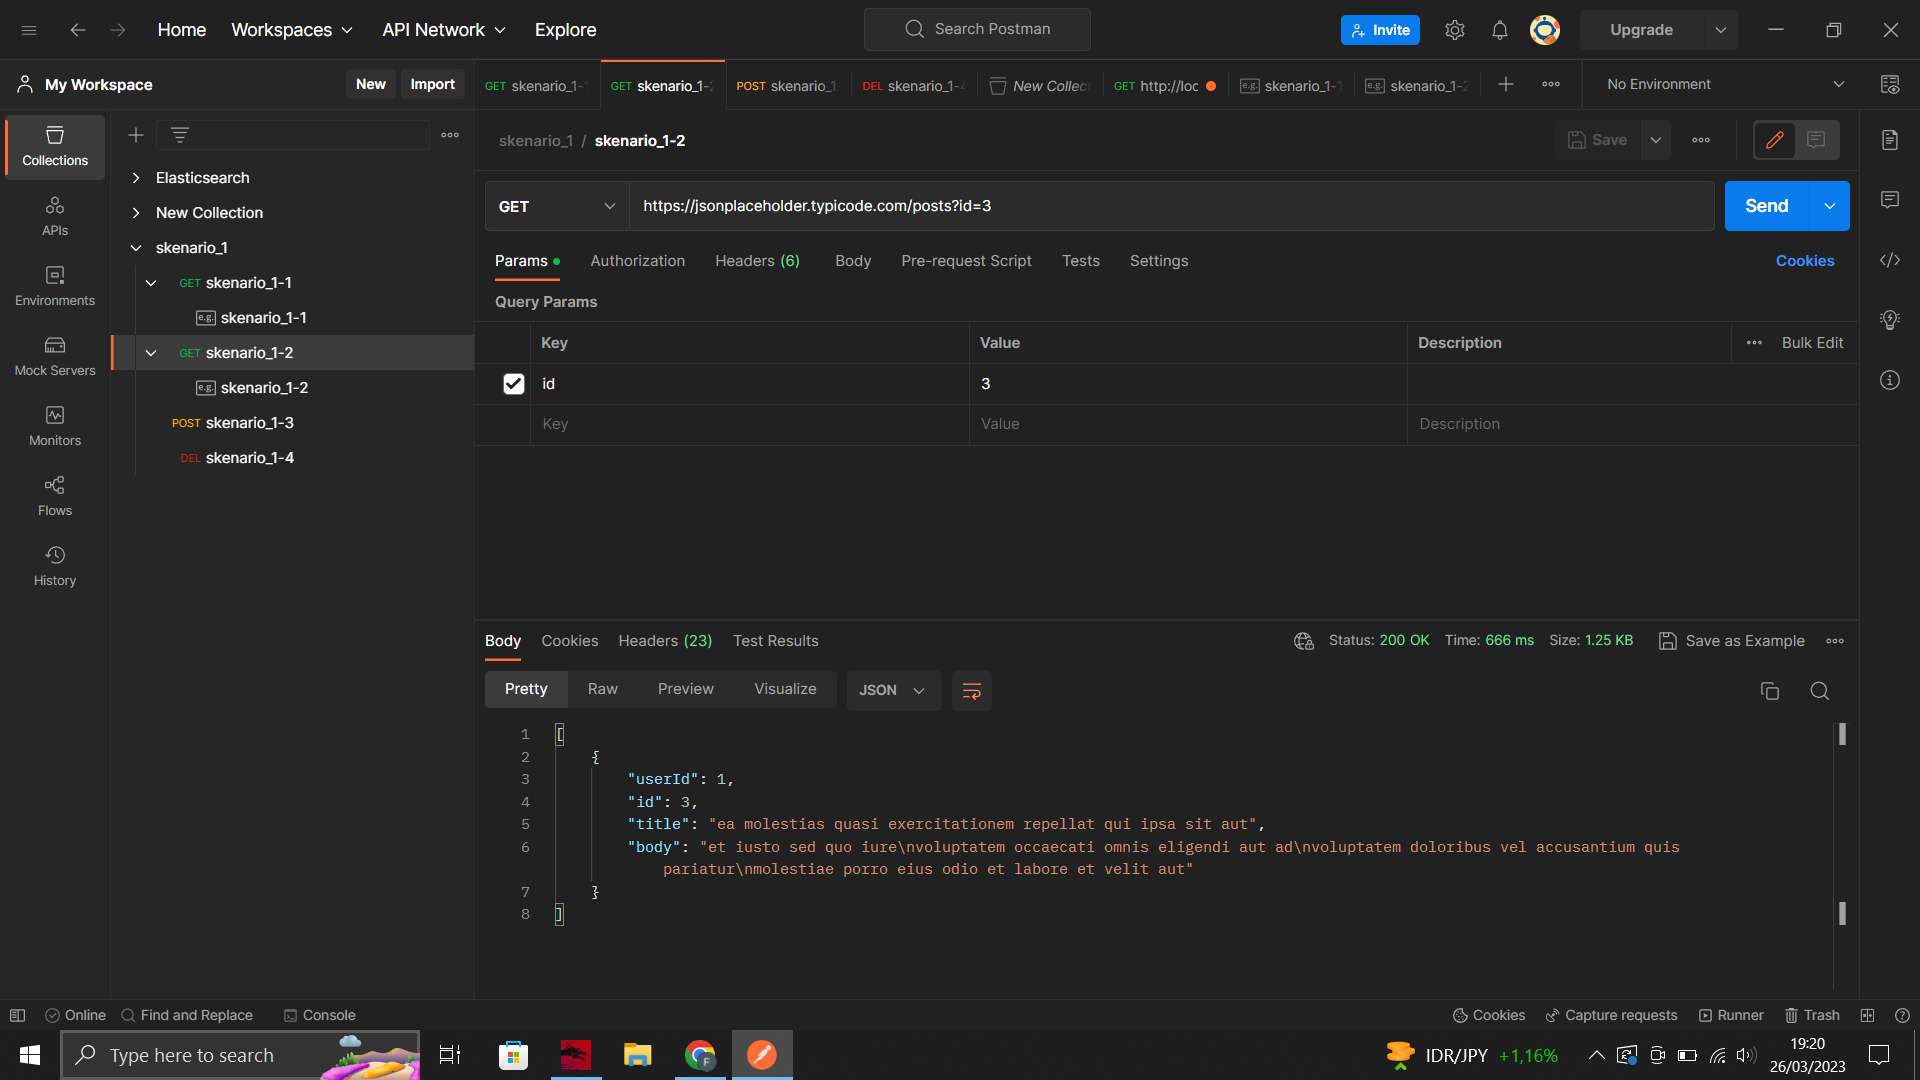 Home Workspaces API Network Explore Search Postman Invite Upgrade
My Workspace New Import GET skenario_1- GET skenario_1-2 POST skenario_1 DEL skenario_1-4 New Collec GET http://loc e.g. skenario_1-1 e.g. skenario_1-2 No Environment
Collections
APIs
Environments
Mock Servers
Monitors
Flows
History
Elasticsearch
New Collection
skenario_1
GET skenario_1-1
e.g. skenario_1-1
GET skenario_1-2
e.g. skenario_1-2
POST skenario_1-3
DEL skenario_1-4
skenario_1 / skenario_1-2 Save
GET https://jsonplaceholder.typicode.com/posts?id=3 Send
Params Authorization Headers (6) Body Pre-request Script Tests Settings Cookies
Query Params
Key Value Description Bulk Edit
id 3
Key Value Description
Body Cookies Headers (23) Test Results Status: 200 OK Time: 666 ms Size: 1.25 KB Save as Example
Pretty Raw Preview Visualize JSON
1 [
2 {
3 "userId": 1,
4 "id": 3,
5 "title": "ea molestias quasi exercitationem repellat qui ipsa sit aut",
6 "body": "et iusto sed quo iure\nvoluptatem occaecati omnis eligendi aut ad\nvoluptatem doloribus vel accusantium quis
pariatur\nmolestiae porro eius odio et labore et velit aut"
7 }
8 ]
Online Find and Replace Console Cookies Capture requests Runner Trash
Type here to search F IDR/JPY +1,16% 19:20
26/03/2023